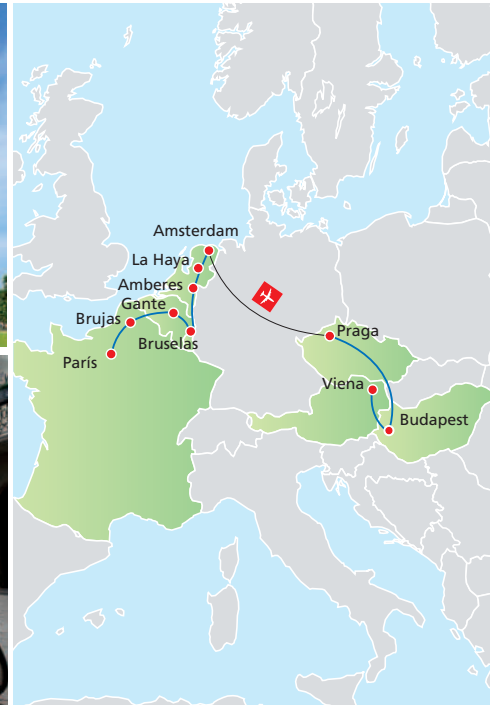 Amsterdam
La Haya
Amberes
Gante
Brujas
Bruselas
París
Praga
Viena
Budapest